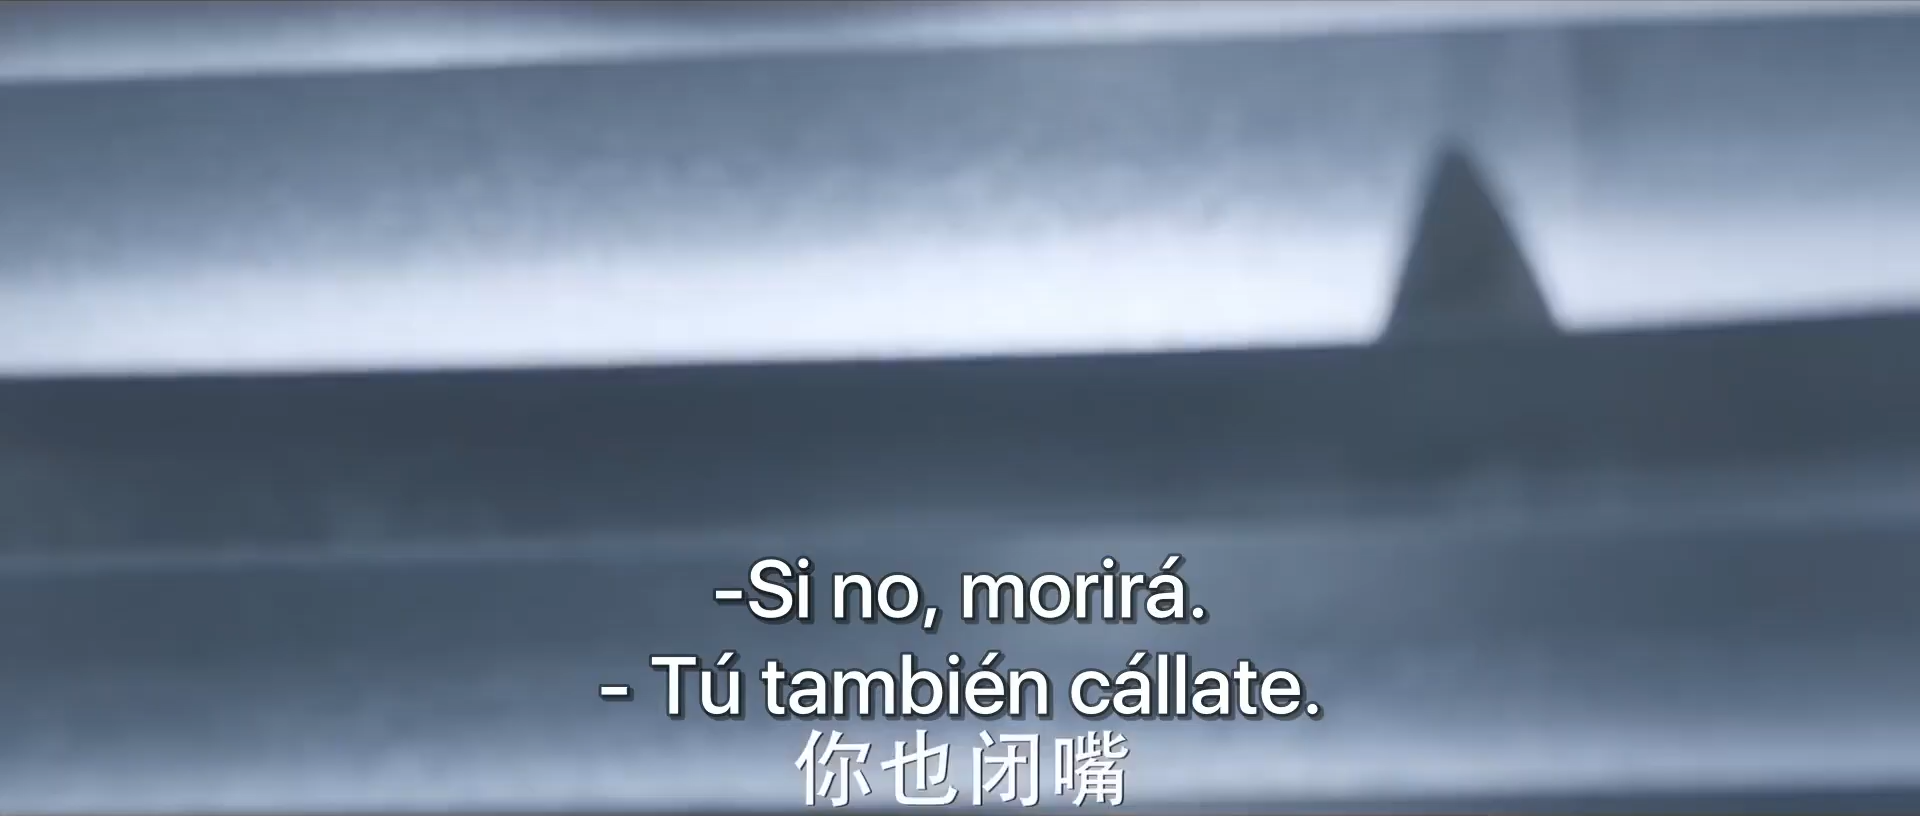 -Si no, morirá.
- Tú también cállate.
你也闭嘴